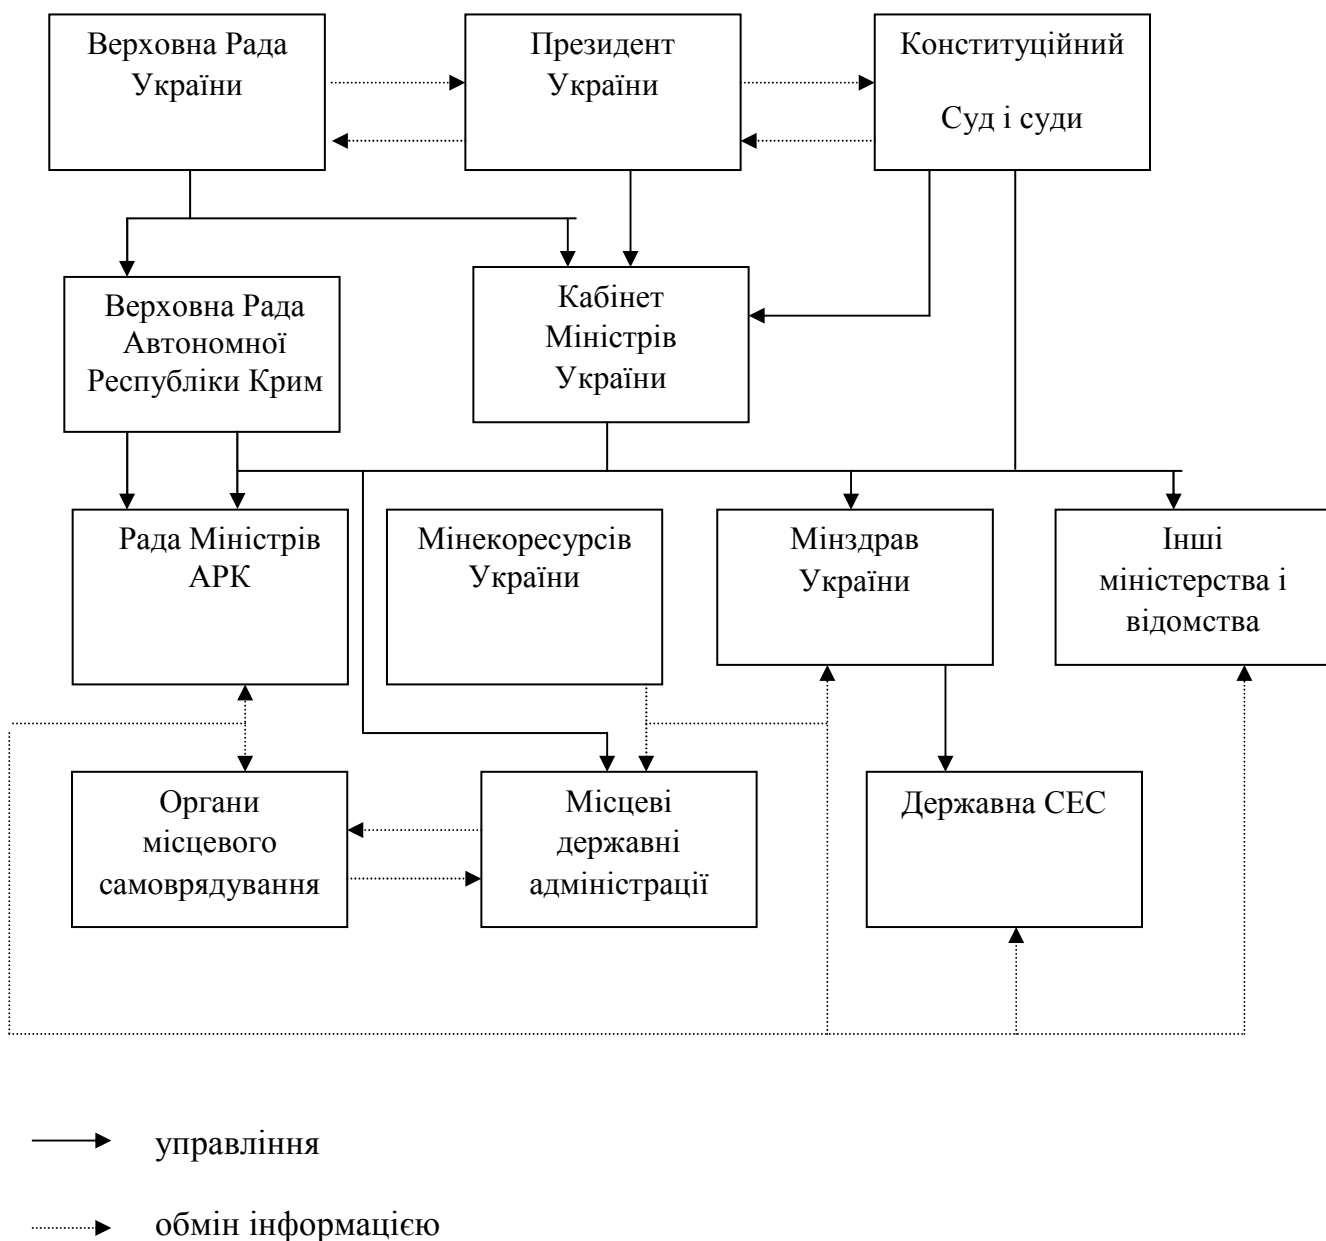 Верховна Рада
України
Президент
України
Конституційний
Суд і суди
Верховна Рада
Автономної
Республіки Крим
Кабінет
Міністрів
України
Рада Міністрів
АРК
Мінекоресурсів
України
Мінздрав
України
Інші
міністерства і
відомства
Органи
місцевого
самоврядування
Місцеві
державні
адміністрації
Державна СЕС
управління
обмін інформацією